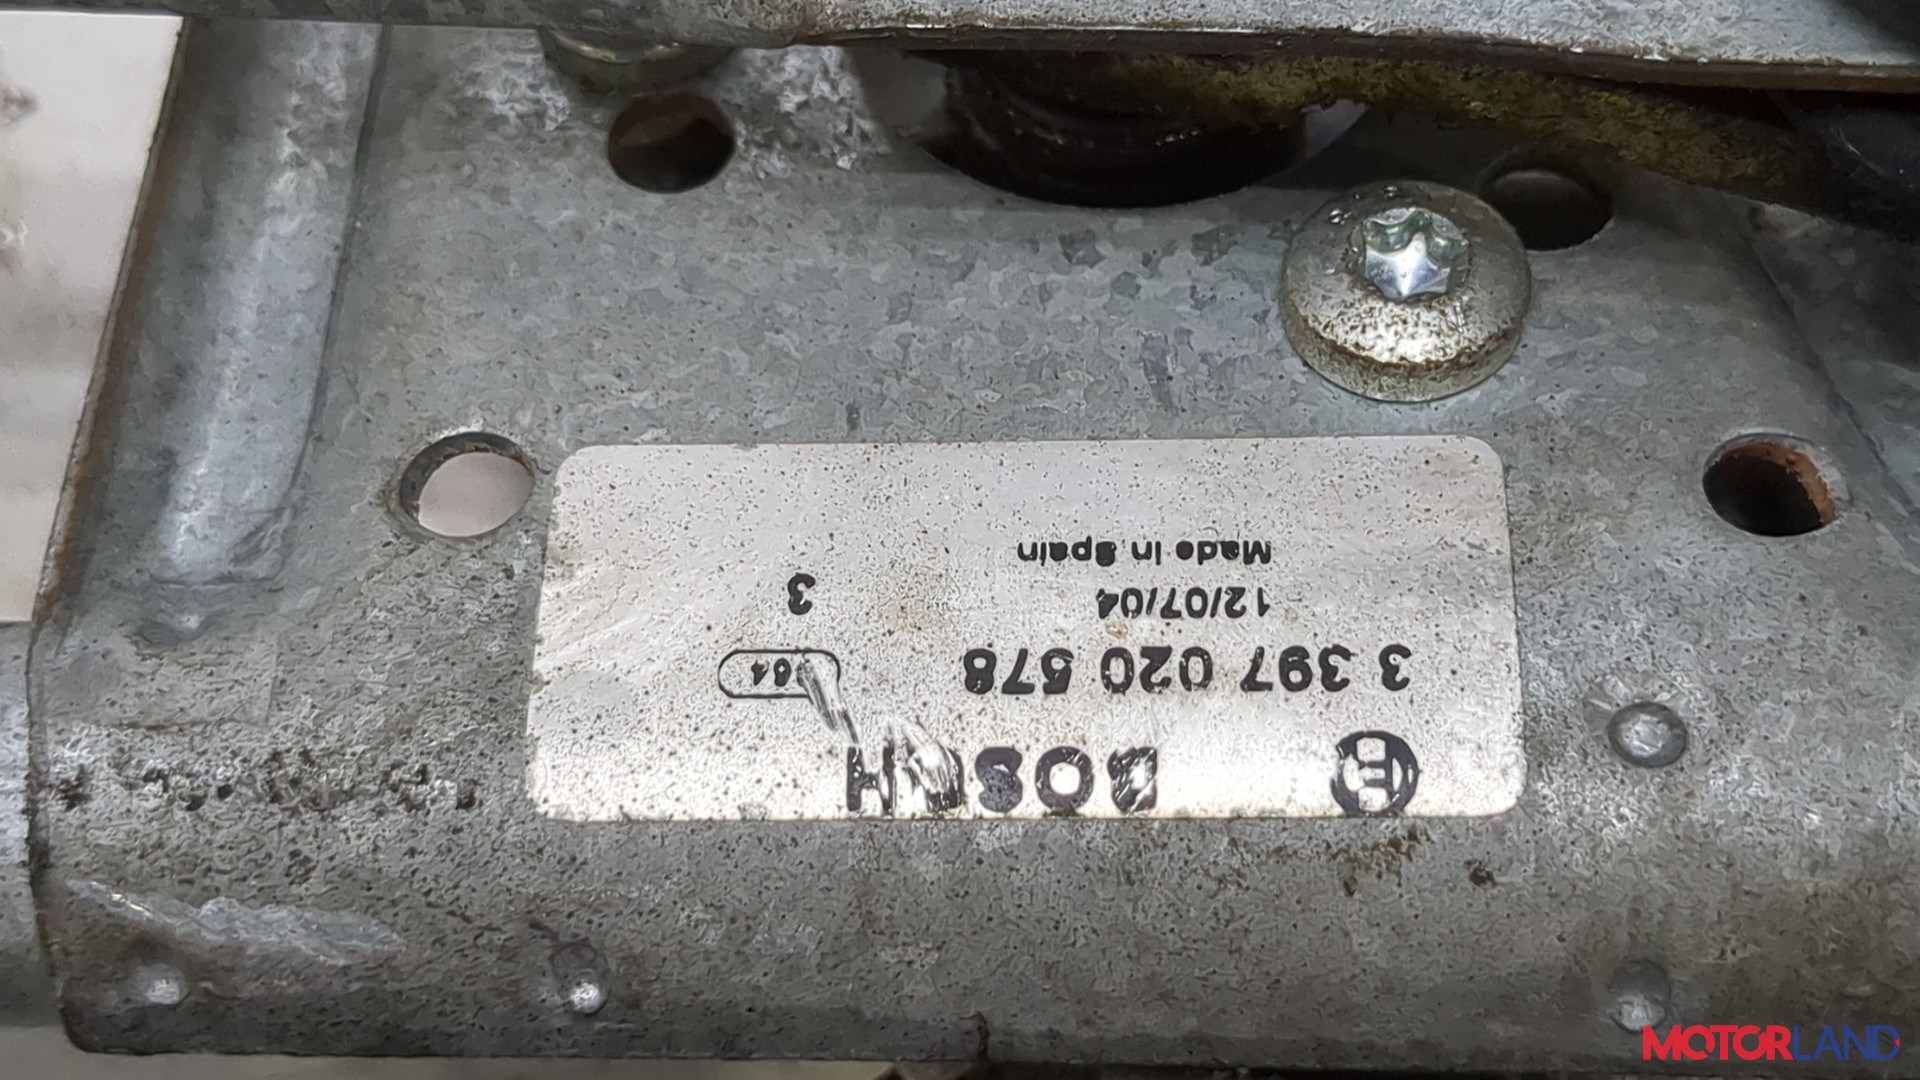 BOSCH
3 397 020 578
12/07/04 3
Made in Spain
MOTORLAND